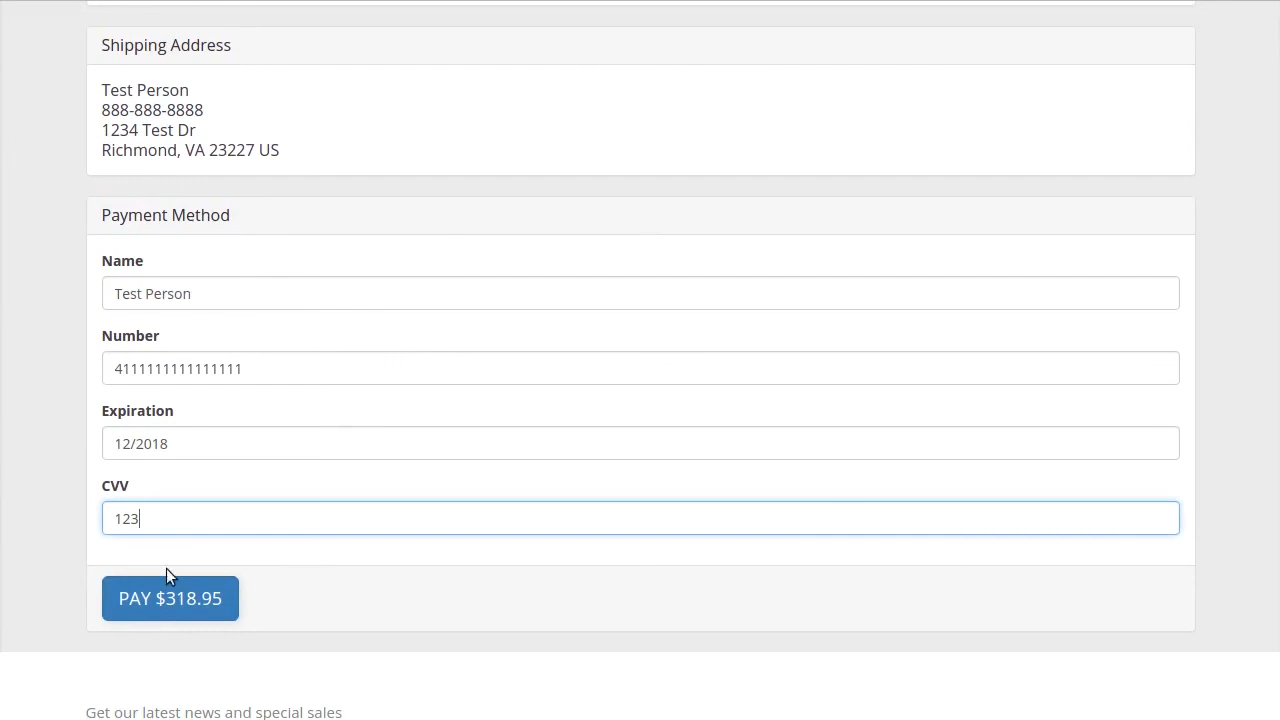 Shipping Address
Test Person
888-888-8888
1234 Test Dr
Richmond, VA 23227 US
Payment Method
Name
Test Person
Number
4111111111111111
Expiration
12/2018
CVV
123
PAY $318.95
Get our latest news and special sales